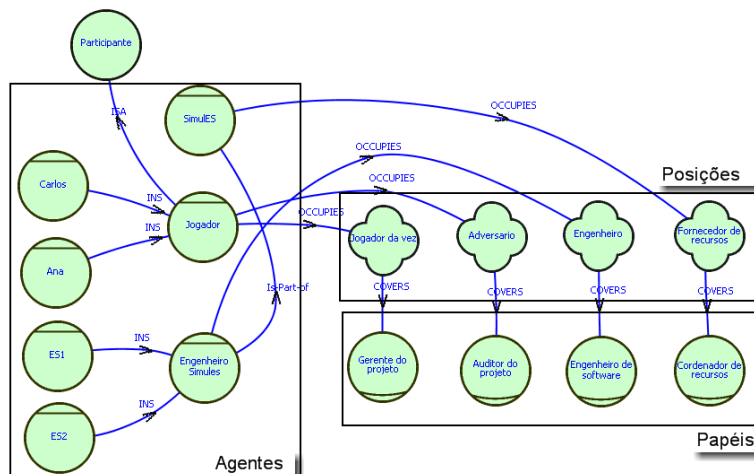 Participante
SimulES
OCCUPIES
ISA
OCCUPIES
Posições
Carlos
INS
OCCUPIES
Jogador
OCCUPIES
Jogador da vez
Adversario
Engenheiro
Fornecedor de
recursos
INS
Ana
Is-Part-of
COVERS
COVERS
COVERS
COVERS
ES1
INS
Engenheiro
Simules
Gerente do
projeto
Auditor do
projeto
Engenheiro de
software
Cordenador de
recursos
INS
ES2
Agentes
Papéis